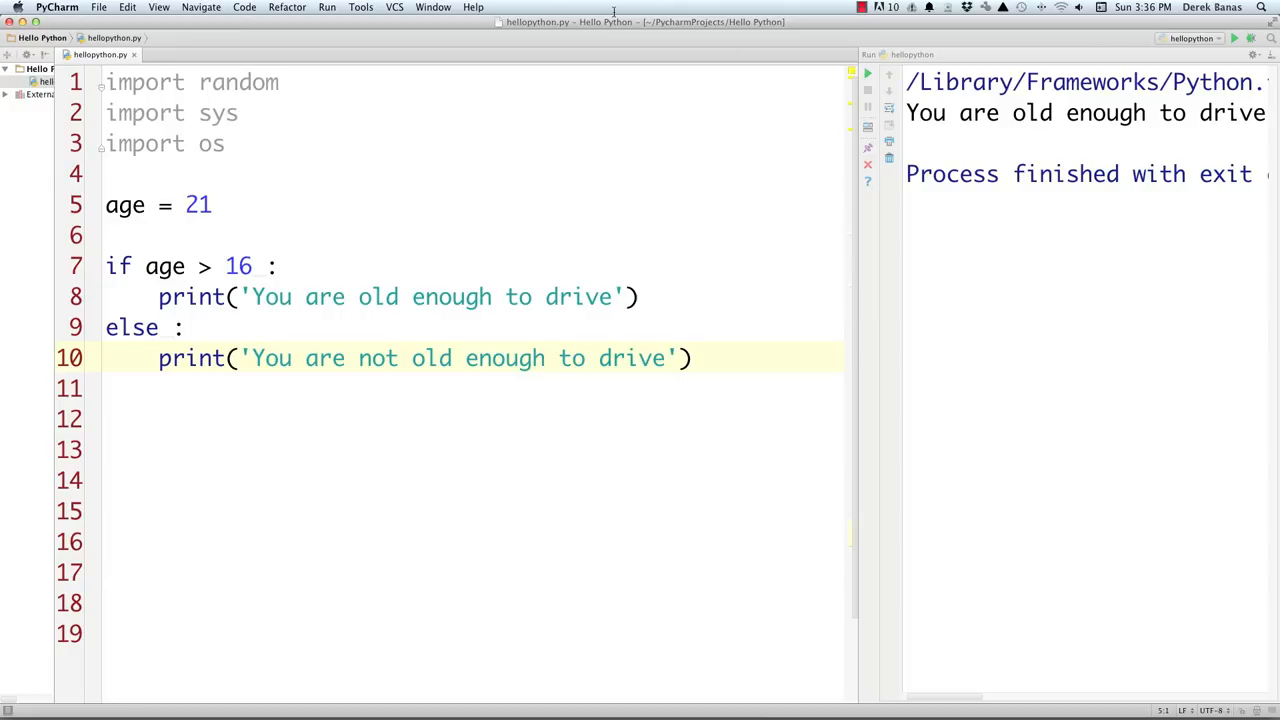 PyCharm File Edit View Navigate Code Refactor Run Tools VCS Window Help 10 Sun 3:36 PM Derek Banas
hellopython.py - Hello Python - [~/PycharmProjects/Hello Python]
Hello Python hellopython.py hellopython
hellopython.py Run hellopython
Hello P
hell
Externa
1 import random
2 import sys
3 import os
4
5 age = 21
6
7 if age > 16 :
8 print('You are old enough to drive')
9 else :
10 print('You are not old enough to drive')
11
12
13
14
15
16
17
18
19
/Library/Frameworks/Python.
You are old enough to drive
Process finished with exit
5:1 LF UTF-8